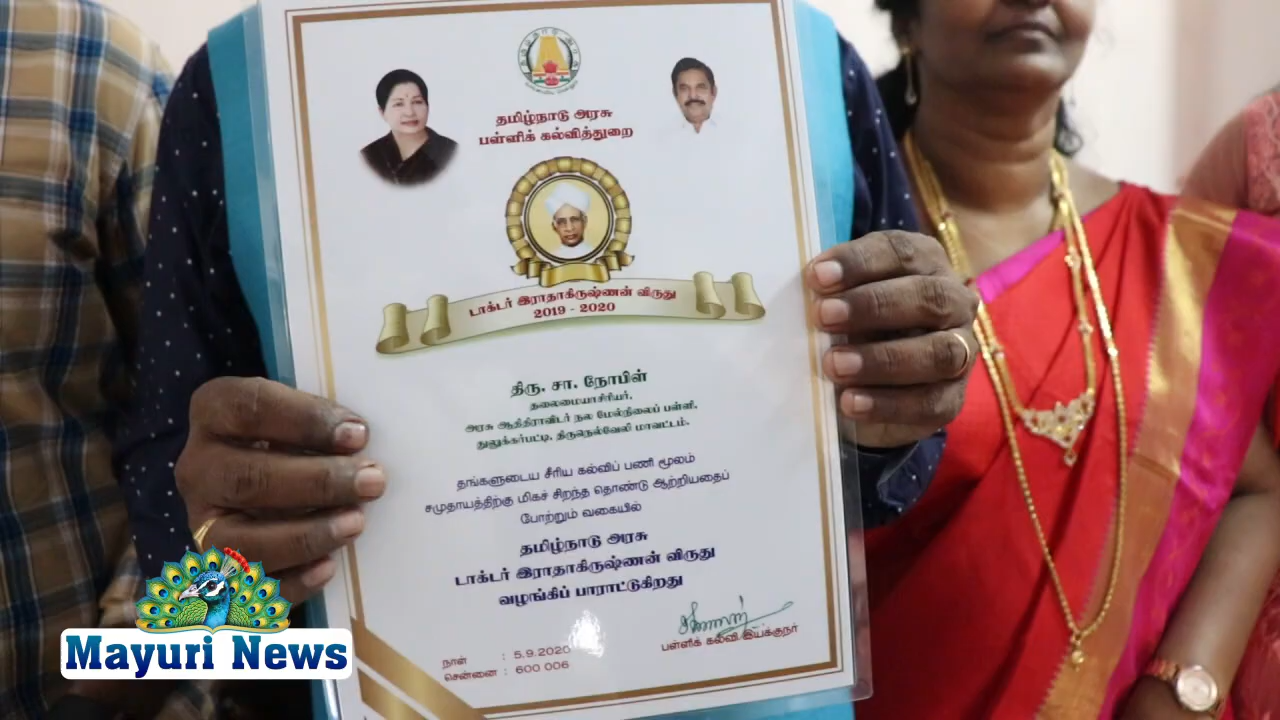 தமிழ்நாடு அரசு
பள்ளிக் கல்வித்துறை
டாக்டர் இராதாகிருஷ்ணன் விருது
2019 - 2020
திரு. சா. நோபிள்
தலைமையாசிரியர்,
அரசு ஆதிதிராவிடர் நல மேல்நிலைப் பள்ளி,
துலுக்கர்பட்டி, திருநெல்வேலி மாவட்டம்.
தங்களுடைய சீரிய கல்விப் பணி மூலம்
சமுதாயத்திற்கு மிகச் சிறந்த தொண்டு ஆற்றியதைப்
போற்றும் வகையில்
தமிழ்நாடு அரசு
டாக்டர் இராதாகிருஷ்ணன் விருது
வழங்கிப் பாராட்டுகிறது
பள்ளிக் கல்வி இயக்குநர்
நாள் : 5.9.2020
சென்னை : 600 006
Mayuri News